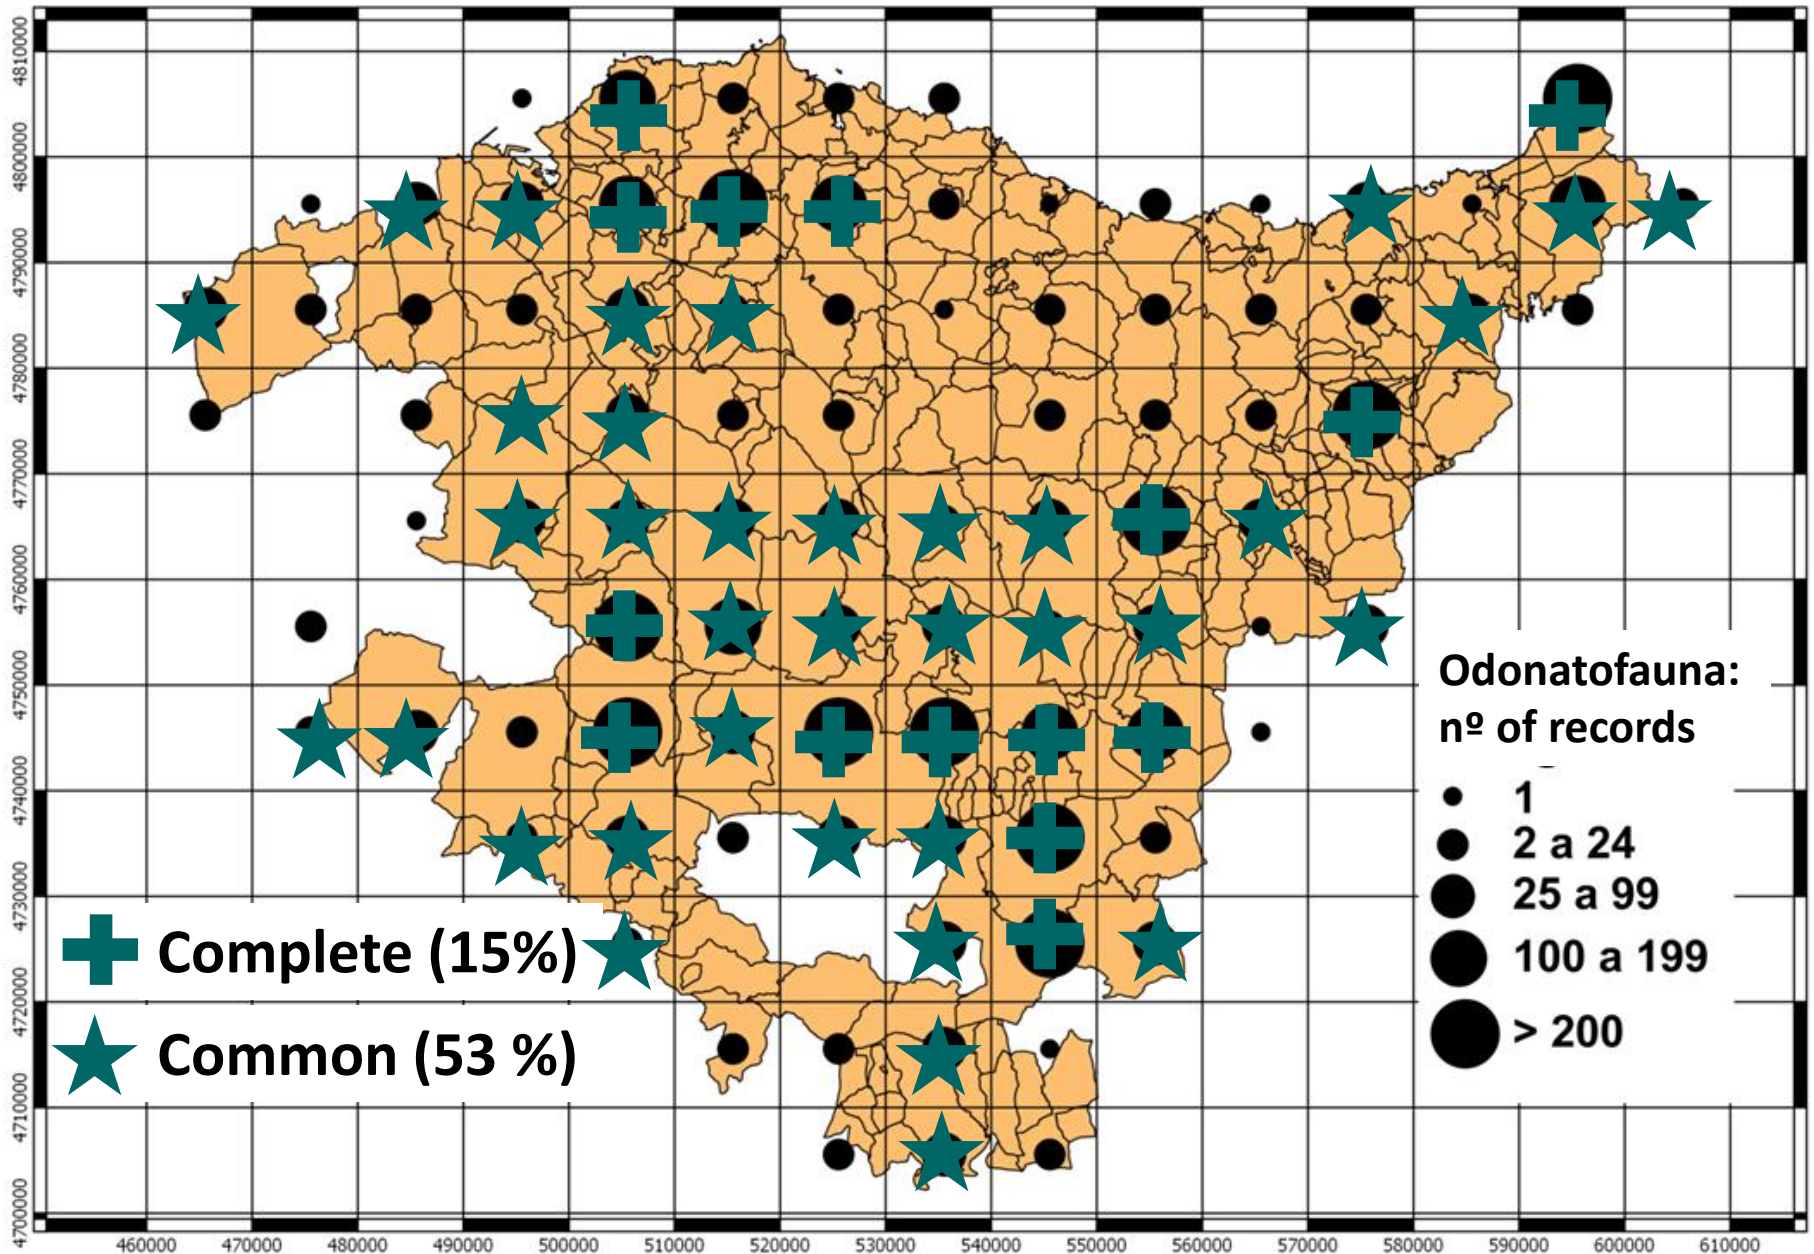 4810000
4800000
4790000
4780000
4770000
4760000
4750000
4740000
4730000
4720000
4710000
4700000
Odonatofauna:
nº of records
1
2 a 24
25 a 99
100 a 199
> 200
Complete (15%)
Common (53 %)
460000 470000 480000 490000 500000 510000 520000 530000 540000 550000 560000 570000 580000 590000 600000 610000